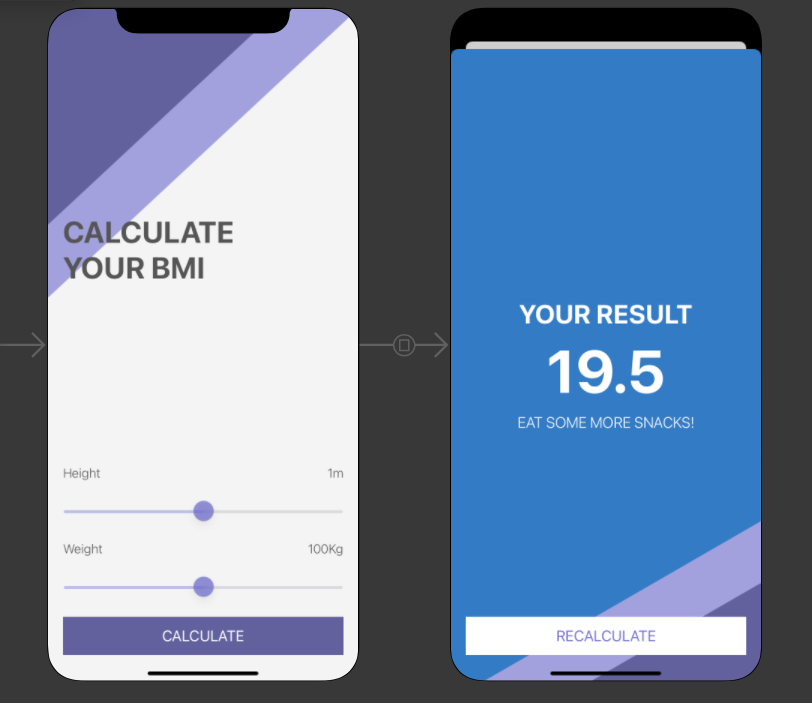 CALCULATE
YOUR BMI
Height 1m
Weight 100Kg
CALCULATE
YOUR RESULT
19.5
EAT SOME MORE SNACKS!
RECALCULATE